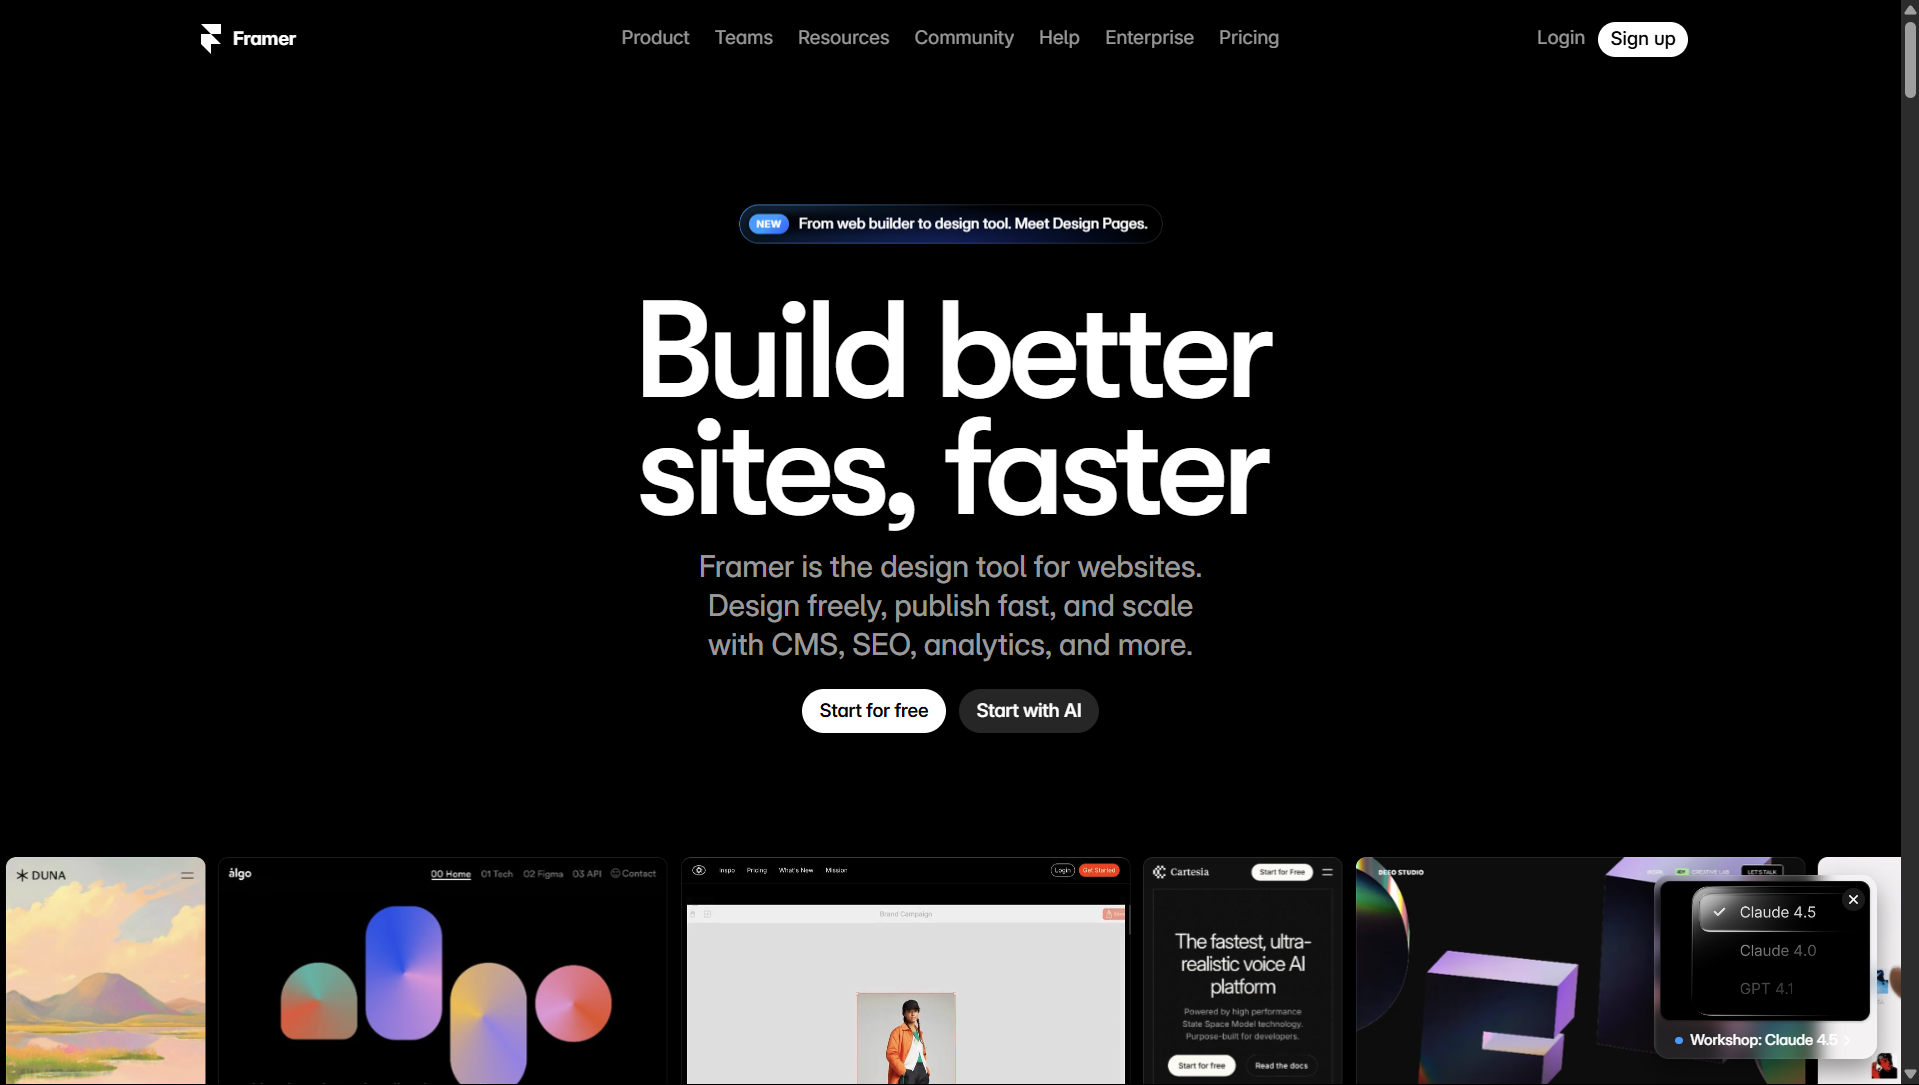 Framer
Product
Teams
Resources
Community
Help
Enterprise
Pricing
Login
Sign up
NEW From web builder to design tool. Meet Design Pages.
Build better
sites, faster
Framer is the design tool for websites.
Design freely, publish fast, and scale
with CMS, SEO, analytics, and more.
Start for free
Start with AI
DUNA
àlgo
00 Home
01 Tech
02 Figma
03 API
Contact
Inspo
Pricing
What's New
Mission
Login
Get Started
Brand Campaign
Cartesia
Start for Free
The fastest, ultra-
realistic voice AI
platform
Powered by high performance
State Space Model technology.
Purpose-built for developers.
Start for free
Read the docs
CREATIVE LAB
LET'S TALK
Claude 4.5
Claude 4.0
GPT 4.1
Workshop: Claude 4.5